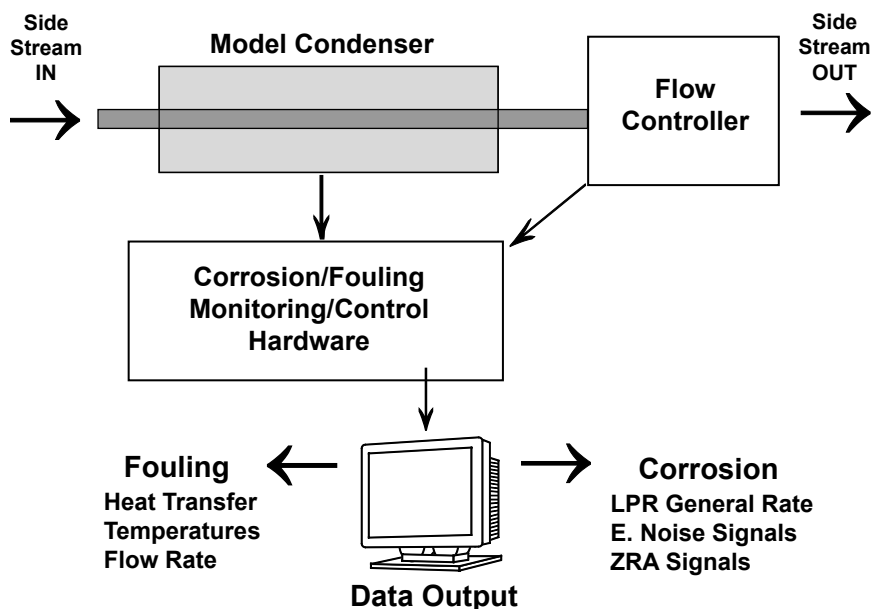 Side
Stream
IN
Model Condenser
Flow
Controller
Side
Stream
OUT
Corrosion/Fouling
Monitoring/Control
Hardware
Fouling
Heat Transfer
Temperatures
Flow Rate
Corrosion
LPR General Rate
E. Noise Signals
ZRA Signals
Data Output